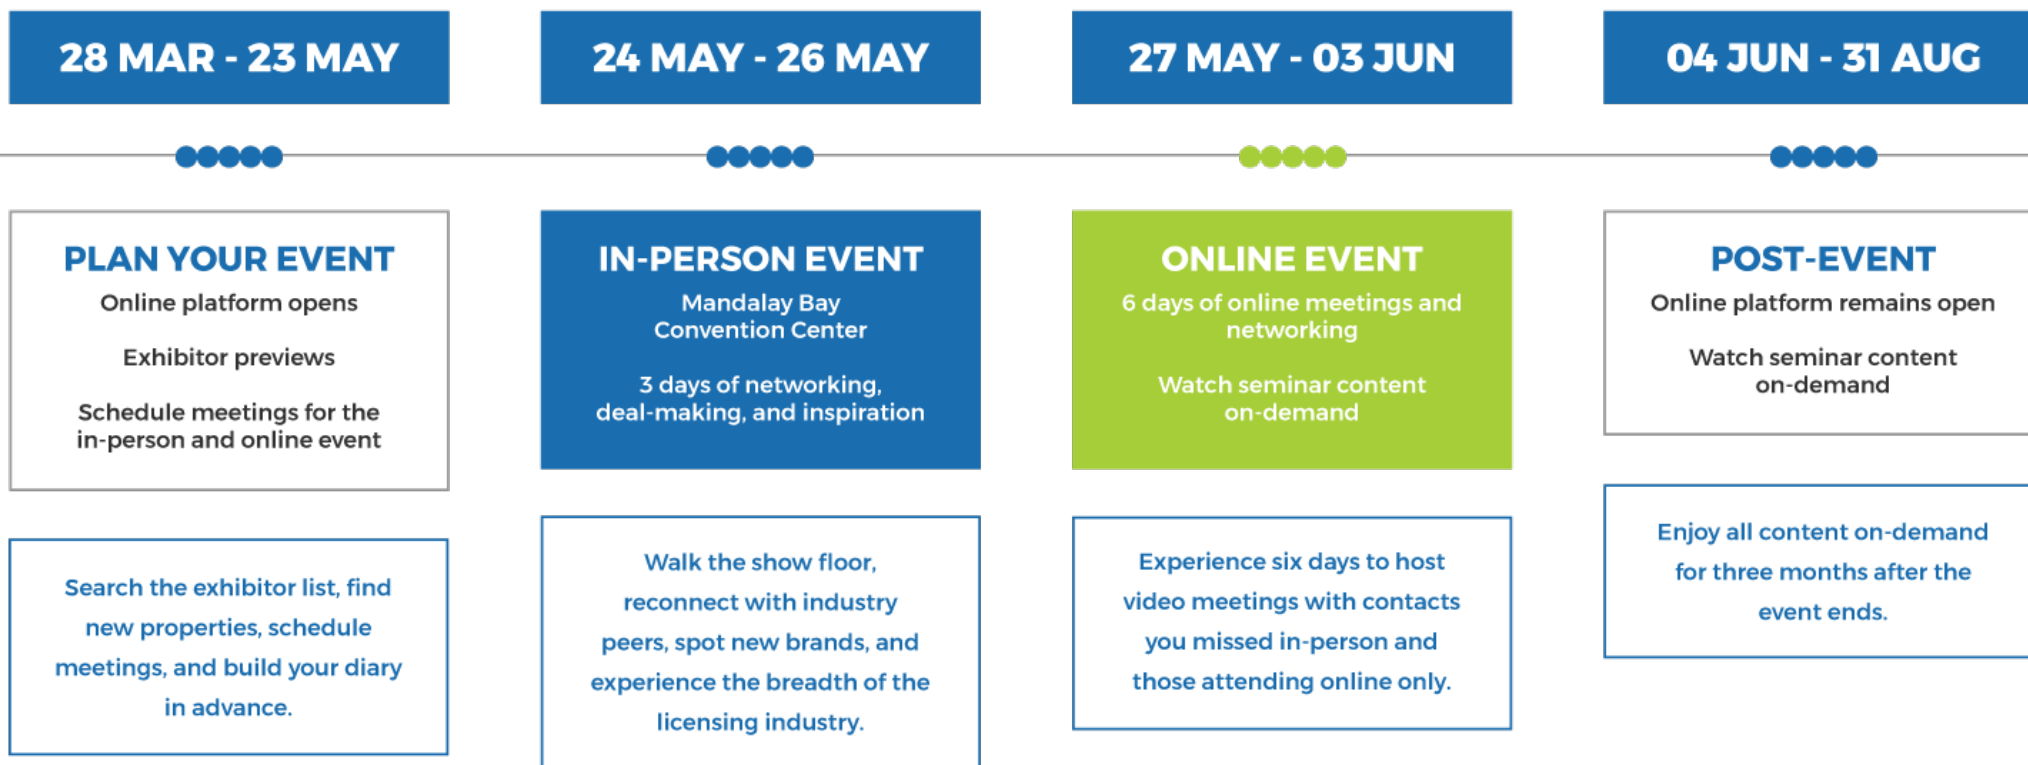 28 MAR - 23 MAY
24 MAY - 26 MAY
27 MAY - 03 JUN
04 JUN - 31 AUG
PLAN YOUR EVENT
Online platform opens
Exhibitor previews
Schedule meetings for the
in-person and online event
Search the exhibitor list, find
new properties, schedule
meetings, and build your diary
in advance.
IN-PERSON EVENT
Mandalay Bay
Convention Center
3 days of networking,
deal-making, and inspiration
Walk the show floor,
reconnect with industry
peers, spot new brands, and
experience the breadth of the
licensing industry.
ONLINE EVENT
6 days of online meetings and
networking
Watch seminar content
on-demand
Experience six days to host
video meetings with contacts
you missed in-person and
those attending online only.
POST-EVENT
Online platform remains open
Watch seminar content
on-demand
Enjoy all content on-demand
for three months after the
event ends.